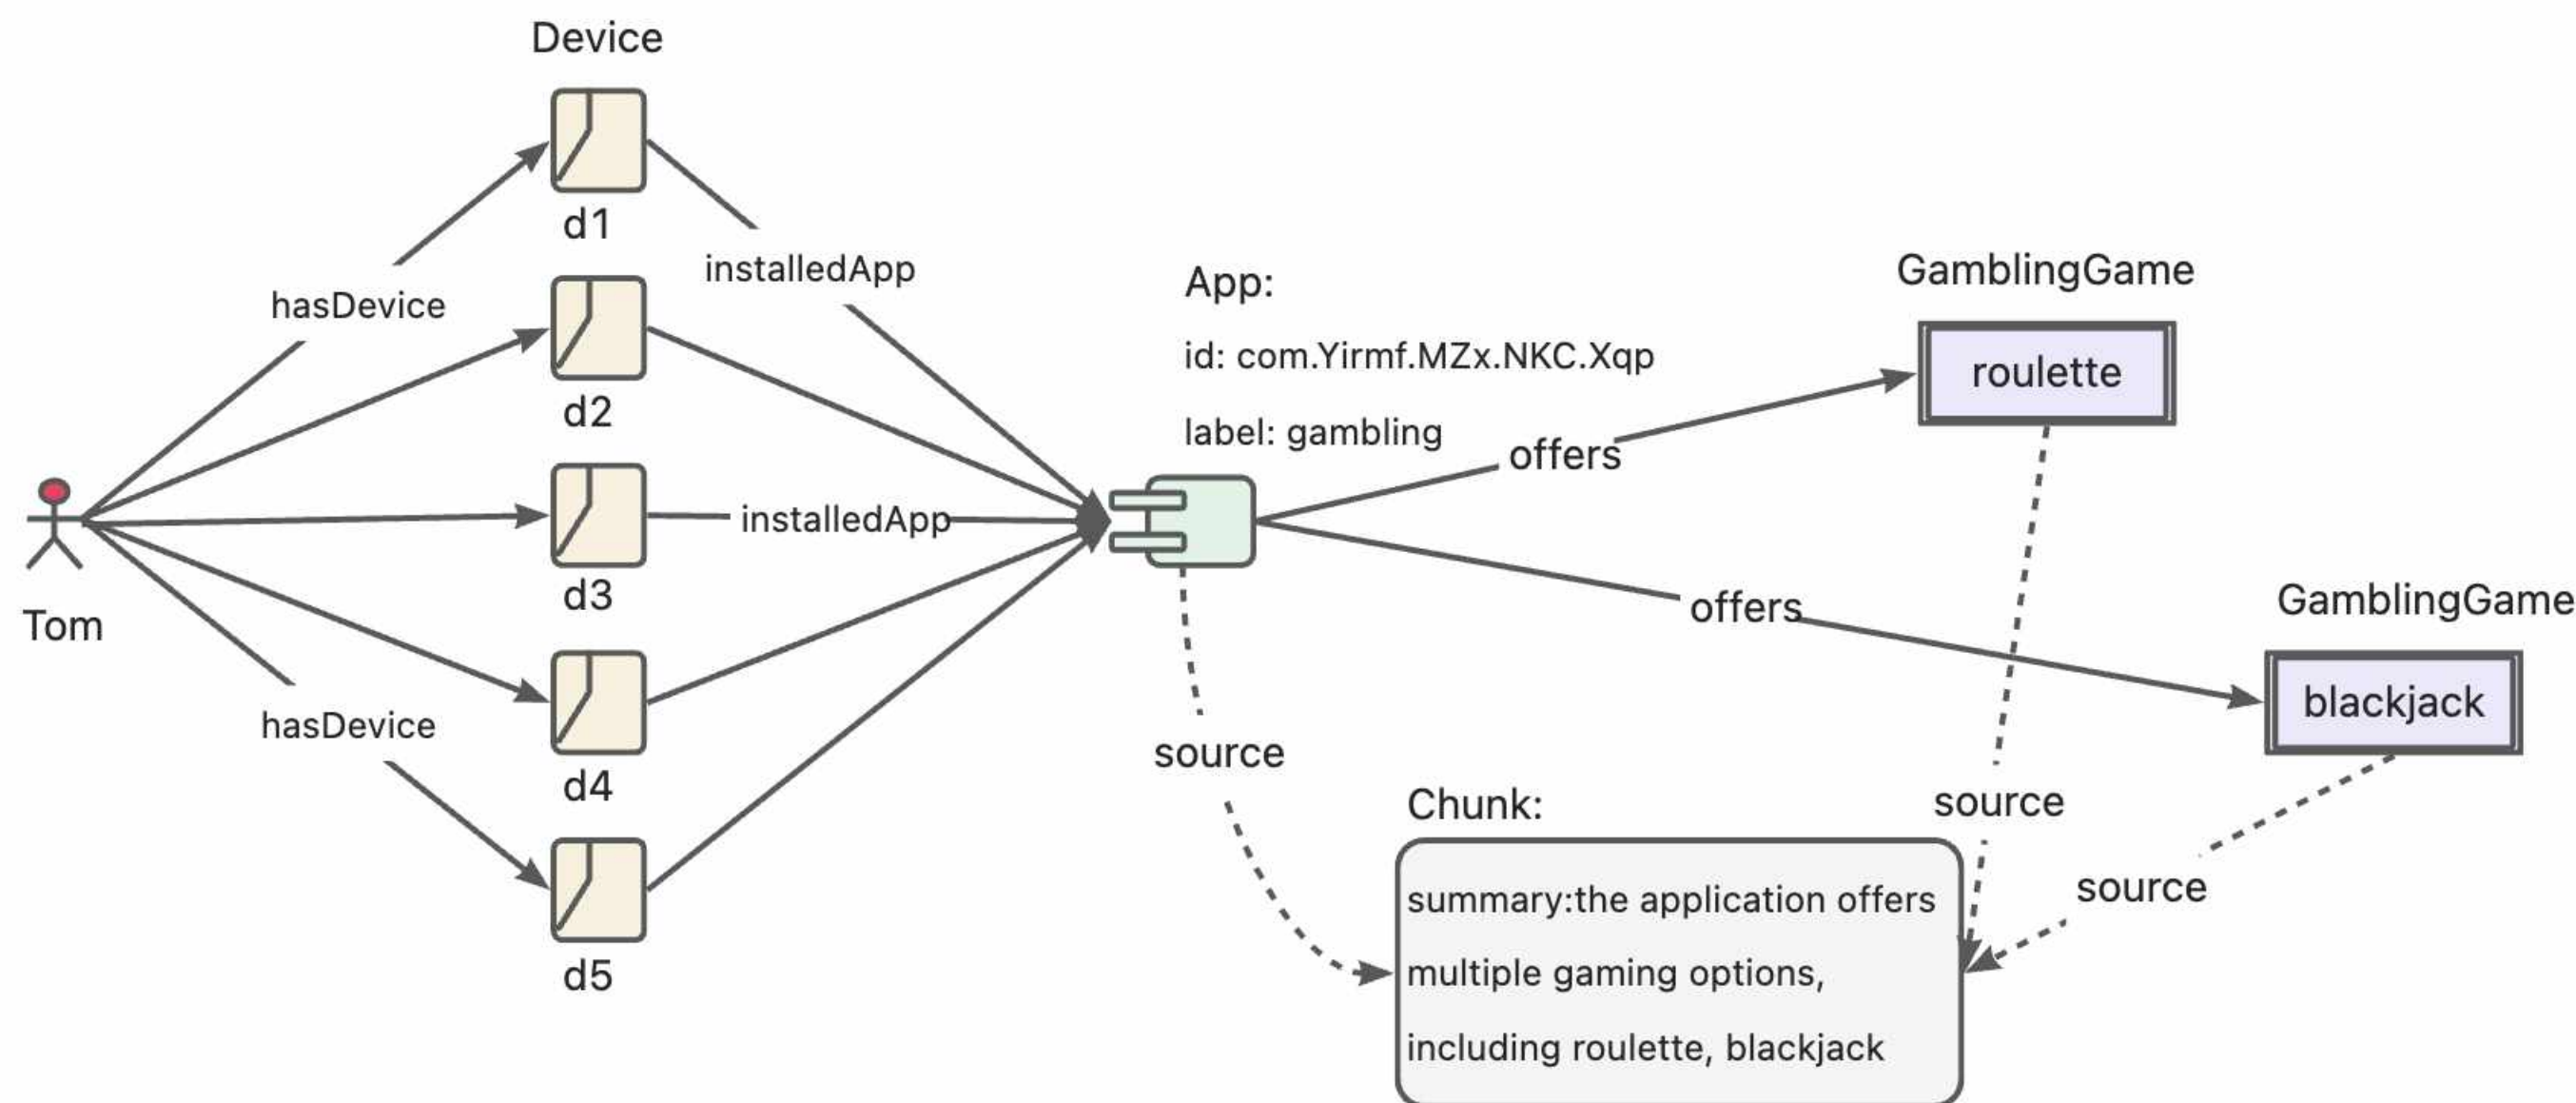 Device
d1
hasDevice
installedApp
d2
d3
installedApp
Tom
d4
hasDevice
d5
App:
id: com.Yirmf.MZx.NKC.Xqp
label: gambling
offers
GamblingGame
roulette
offers
GamblingGame
blackjack
source
source
source
Chunk:
summary:the application offers
multiple gaming options,
including roulette, blackjack